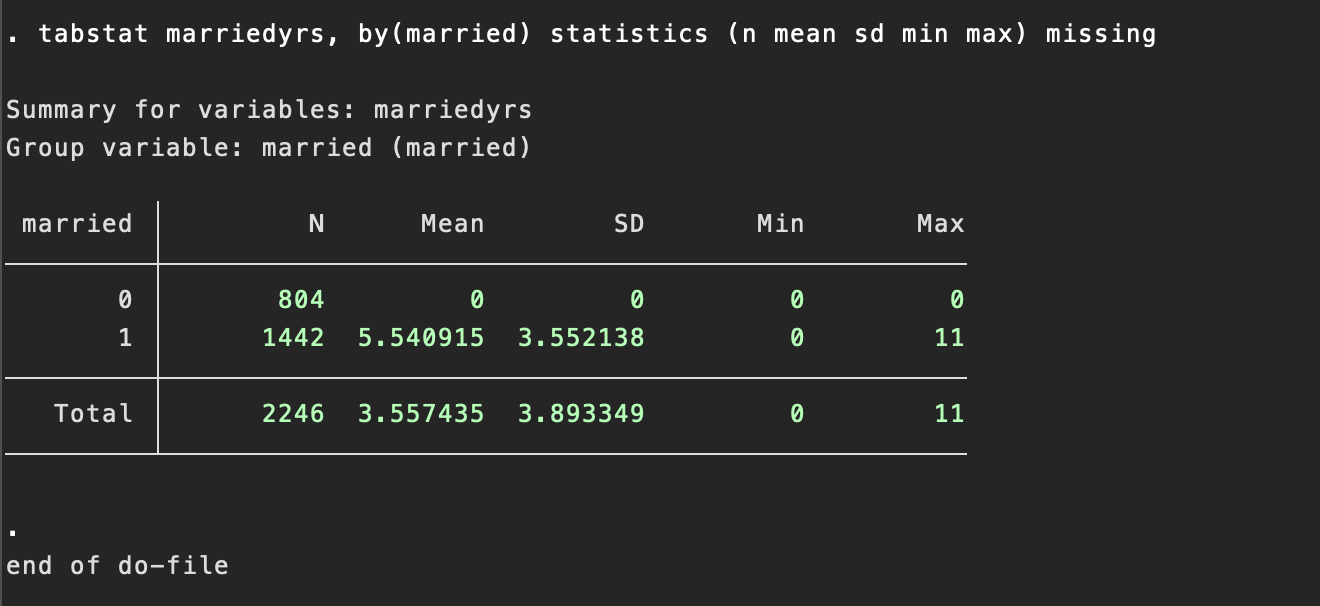 . tabstat marriedyrs, by(married) statistics (n mean sd min max) missing
Summary for variables: marriedyrs
Group variable: married (married)
married N Mean SD Min Max
0 804 0 0 0 0
1 1442 5.540915 3.552138 0 11
Total 2246 3.557435 3.893349 0 11
.
end of do-file